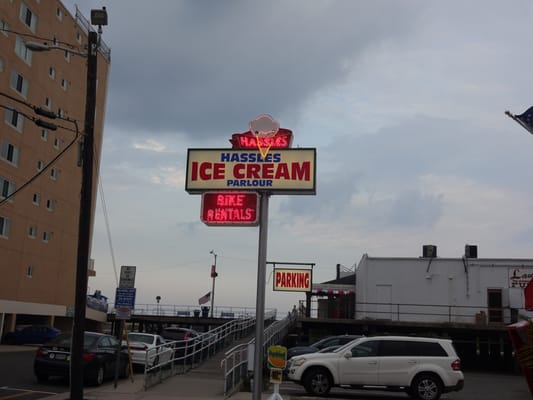 HASSLES
HASSLES
ICE CREAM
PARLOUR
BIKE
RENTALS
PARKING